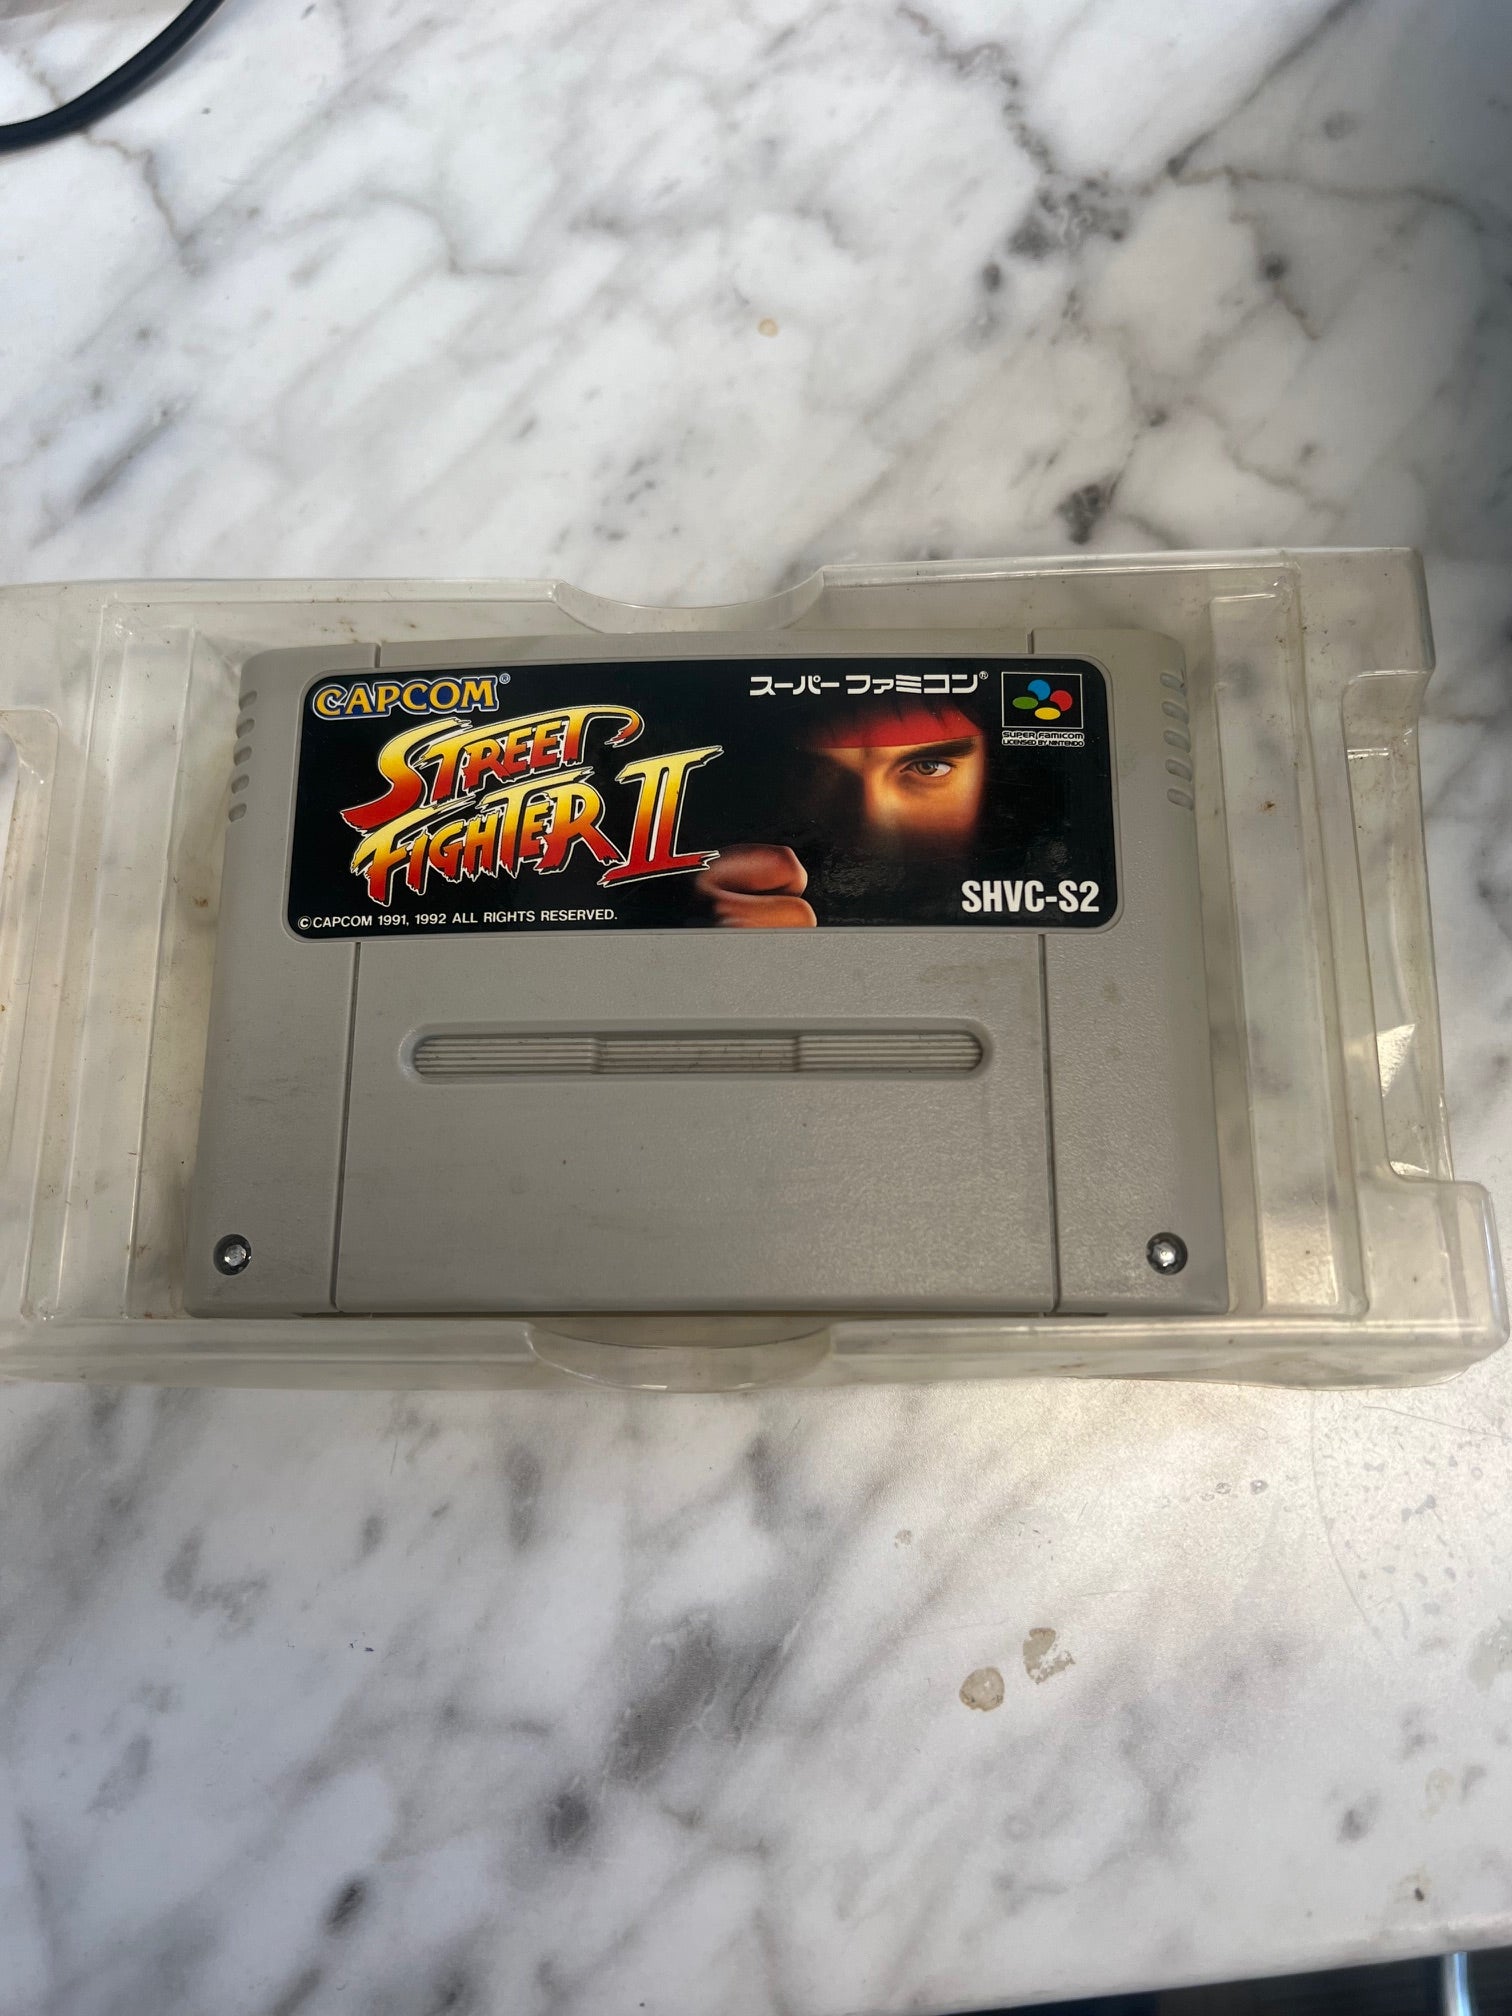 CAPCOM®
スーパーファミコン®
STREET
FIGHTER II
SUPER FAMICOM
LICENSED BY NINTENDO
SHVC-S2
©CAPCOM 1991, 1992 ALL RIGHTS RESERVED.